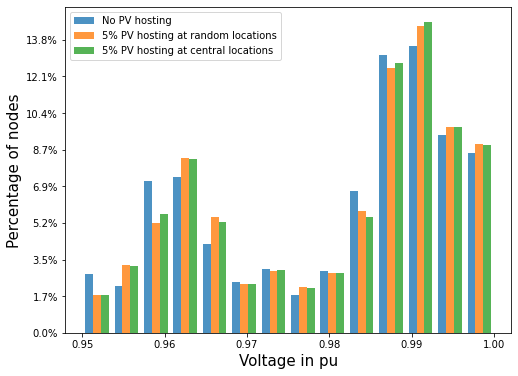 No PV hosting
5% PV hosting at random locations
5% PV hosting at central locations
13.8%
12.1%
10.4%
8.7%
6.9%
5.2%
3.5%
1.7%
0.0%
Percentage of nodes
0.95 0.96 0.97 0.98 0.99 1.00
Voltage in pu